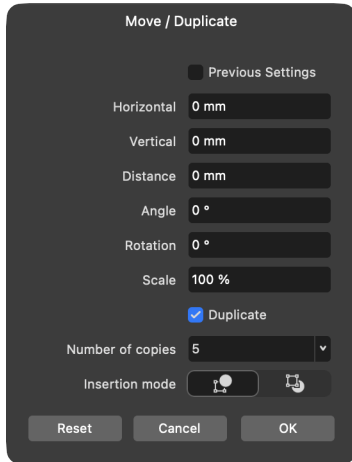 Move / Duplicate
Previous Settings
Horizontal 0 mm
Vertical 0 mm
Distance 0 mm
Angle 0 °
Rotation 0 °
Scale 100 %
Duplicate
Number of copies 5
Insertion mode
Reset Cancel OK